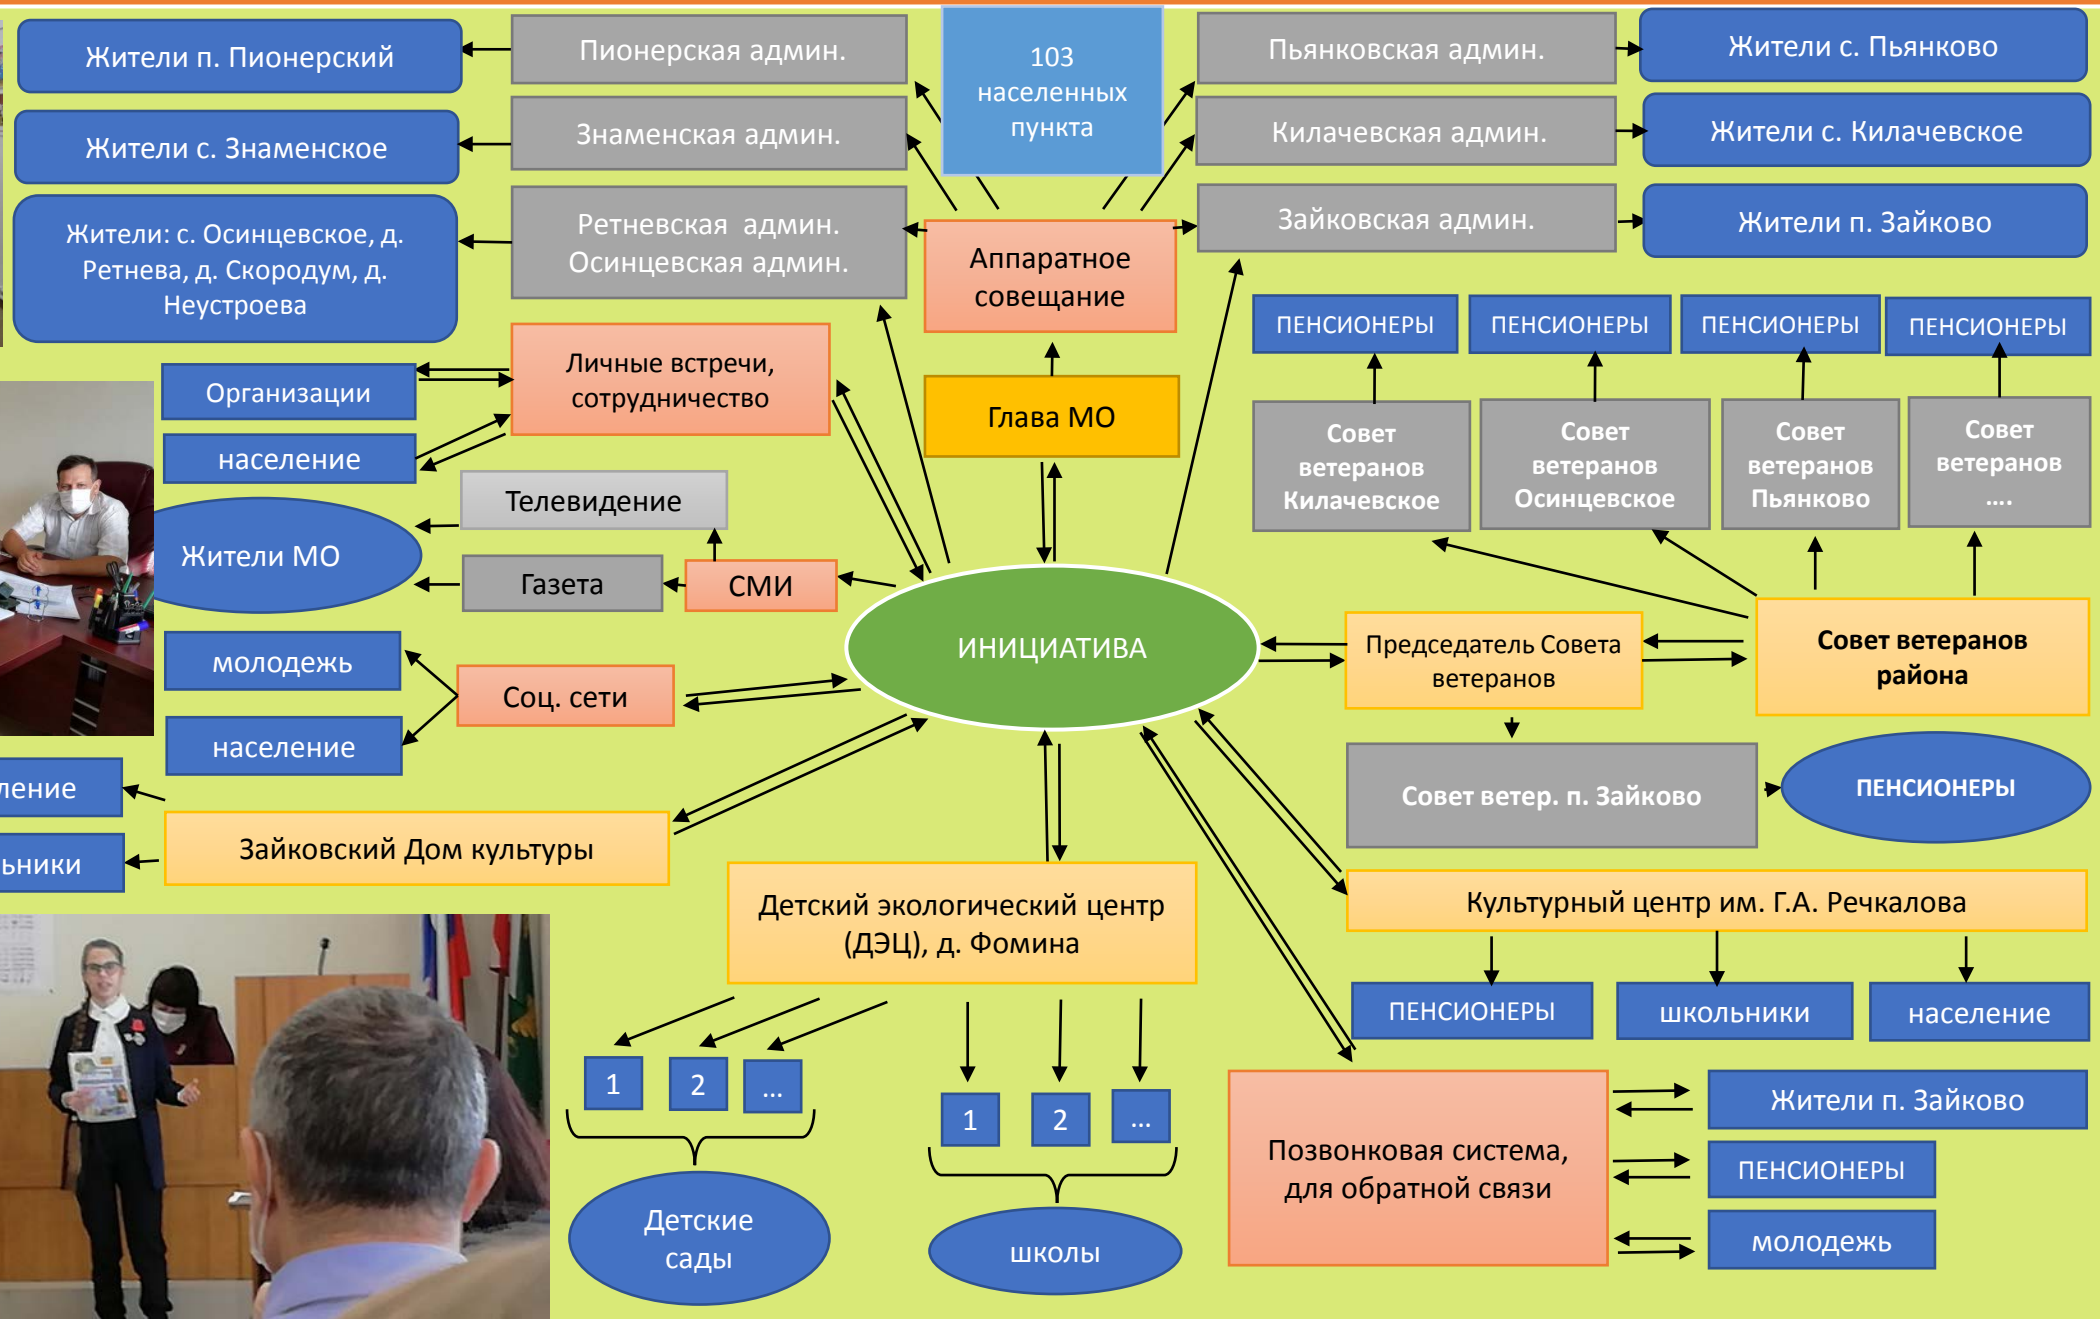 Жители п. Пионерский
Пионерская админ.
103
населенных
пункта
Пьянковская админ.
Жители с. Пьянково
Жители с. Знаменское
Знаменская админ.
Килачевская админ.
Жители с. Килачевское
Жители: с. Осинцевское, д.
Ретнева, д. Скородум, д.
Неустроева
Ретневская админ.
Осинцевская админ.
Аппаратное
совещание
Зайковская админ.
Жители п. Зайково
ПЕНСИОНЕРЫ
ПЕНСИОНЕРЫ
ПЕНСИОНЕРЫ
ПЕНСИОНЕРЫ
Организации
население
Личные встречи,
сотрудничество
Глава МО
Совет
ветеранов
Килачевское
Совет
ветеранов
Осинцевское
Совет
ветеранов
Пьянково
Совет
ветеранов
....
Телевидение
Жители МО
Газета
СМИ
ИНИЦИАТИВА
Председатель Совета
ветеранов
Совет ветеранов
района
молодежь
население
Соц. сети
Совет ветер. п. Зайково
ПЕНСИОНЕРЫ
ление
ьники
Зайковский Дом культуры
Детский экологический центр
(ДЭЦ), д. Фомина
Культурный центр им. Г.А. Речкалова
ПЕНСИОНЕРЫ
школьники
население
1
2
...
1
2
...
Детские
сады
школы
Позвонковая система,
для обратной связи
Жители п. Зайково
ПЕНСИОНЕРЫ
молодежь